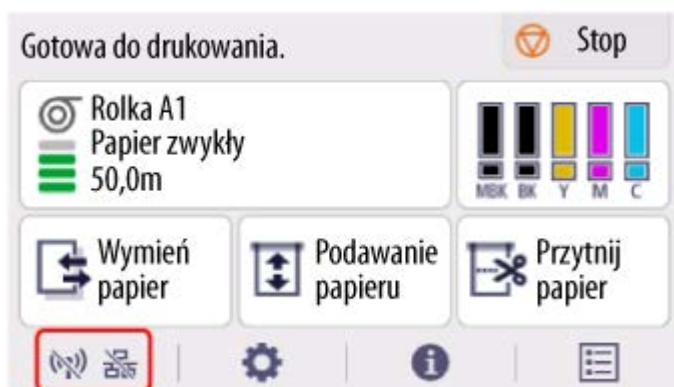 Gotowa do drukowania.
Stop
Rolka A1
Papier zwykły
50,0m
MBK BK Y M C
Wymień
papier
Podawanie
papieru
Przytnij
papier